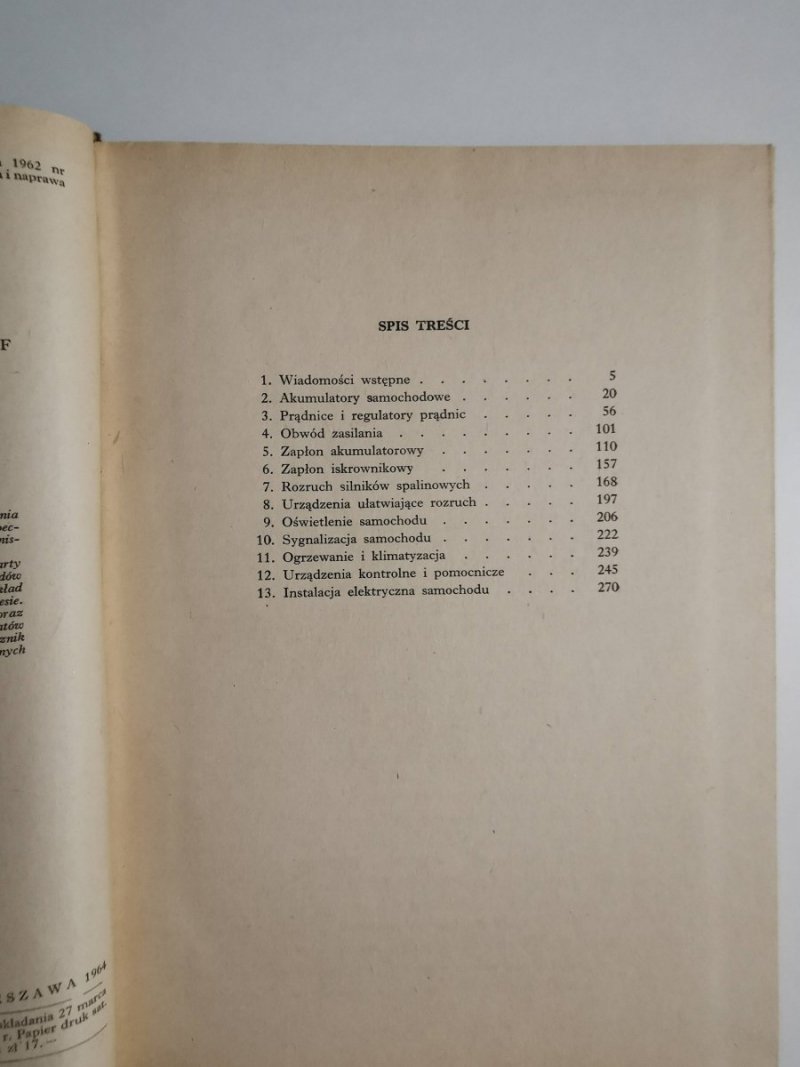 1962 nr
i naprawa
F
nia
nis-
arty
dów
kład
esie.
oraz
atów
znik
nych
SZAWA 1964
składania 27 marca
r. Papier druk sat.
zł 17.—
SPIS TREŚCI
1. Wiadomości wstępne . . . . . . . . 5
2. Akumulatory samochodowe . . . . . . 20
3. Prądnice i regulatory prądnic . . . . . 56
4. Obwód zasilania . . . . . . . . . 101
5. Zapłon akumulatorowy . . . . . . . 110
6. Zapłon iskrownikowy . . . . . . . 157
7. Rozruch silników spalinowych . . . . . 168
8. Urządzenia ułatwiające rozruch . . . . . 197
9. Oświetlenie samochodu . . . . . . . 206
10. Sygnalizacja samochodu . . . . . . . 222
11. Ogrzewanie i klimatyzacja . . . . . . 239
12. Urządzenia kontrolne i pomocnicze . . . 245
13. Instalacja elektryczna samochodu . . . . 270